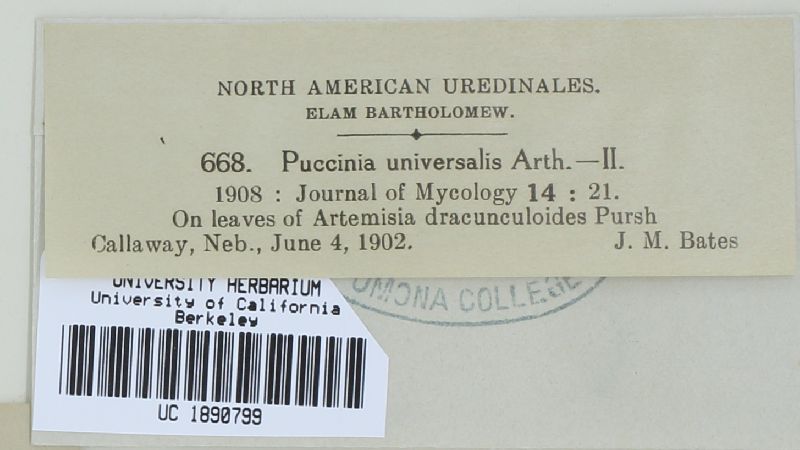 NORTH AMERICAN UREDINALES.
ELAM BARTHOLOMEW.
668. Puccinia universalis Arth.—II.
1908 : Journal of Mycology 14 : 21.
On leaves of Artemisia dracunculoides Pursh
Callaway, Neb., June 4, 1902. J. M. Bates
UNIVERSITY HERBARIUM
University of California
Berkeley
UC 1890799
POMONA COLLEGE